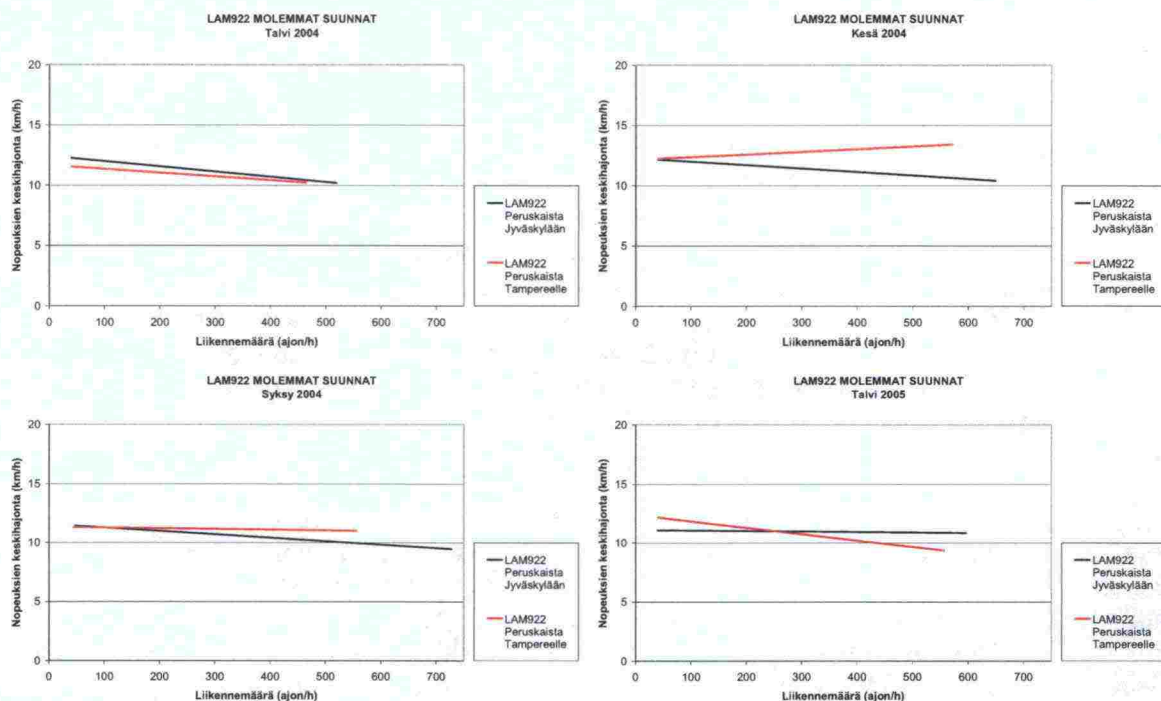 LAM922 MOLEMMAT SUUNNAT
Talvi 2004
Nopeuksien keskihajonta (km/h)
20
15
10
5
0
0 100 200 300 400 500 600 700
Liikennemäärä (ajon/h)
LAM922
Peruskaista
Jyväskylään
LAM922
Peruskaista
Tampereelle
LAM922 MOLEMMAT SUUNNAT
Kesä 2004
Nopeuksien keskihajonta (km/h)
20
15
10
5
0
0 100 200 300 400 500 600 700
Liikennemäärä (ajon/h)
LAM922
Peruskaista
Jyväskylään
LAM922
Peruskaista
Tampereelle
LAM922 MOLEMMAT SUUNNAT
Syksy 2004
Nopeuksien keskihajonta (km/h)
20
15
10
5
0
0 100 200 300 400 500 600 700
Liikennemäärä (ajon/h)
LAM922
Peruskaista
Jyväskylään
LAM922
Peruskaista
Tampereelle
LAM922 MOLEMMAT SUUNNAT
Talvi 2005
Nopeuksien keskihajonta (km/h)
20
15
10
5
0
0 100 200 300 400 500 600 700
Liikennemäärä (ajon/h)
LAM922
Peruskaista
Jyväskylään
LAM922
Peruskaista
Tampereelle